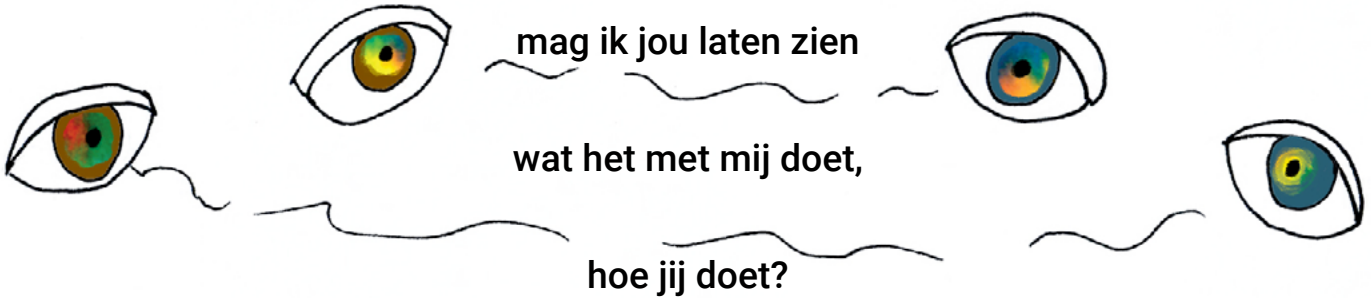 mag ik jou laten zien
wat het met mij doet,
hoe jij doet?